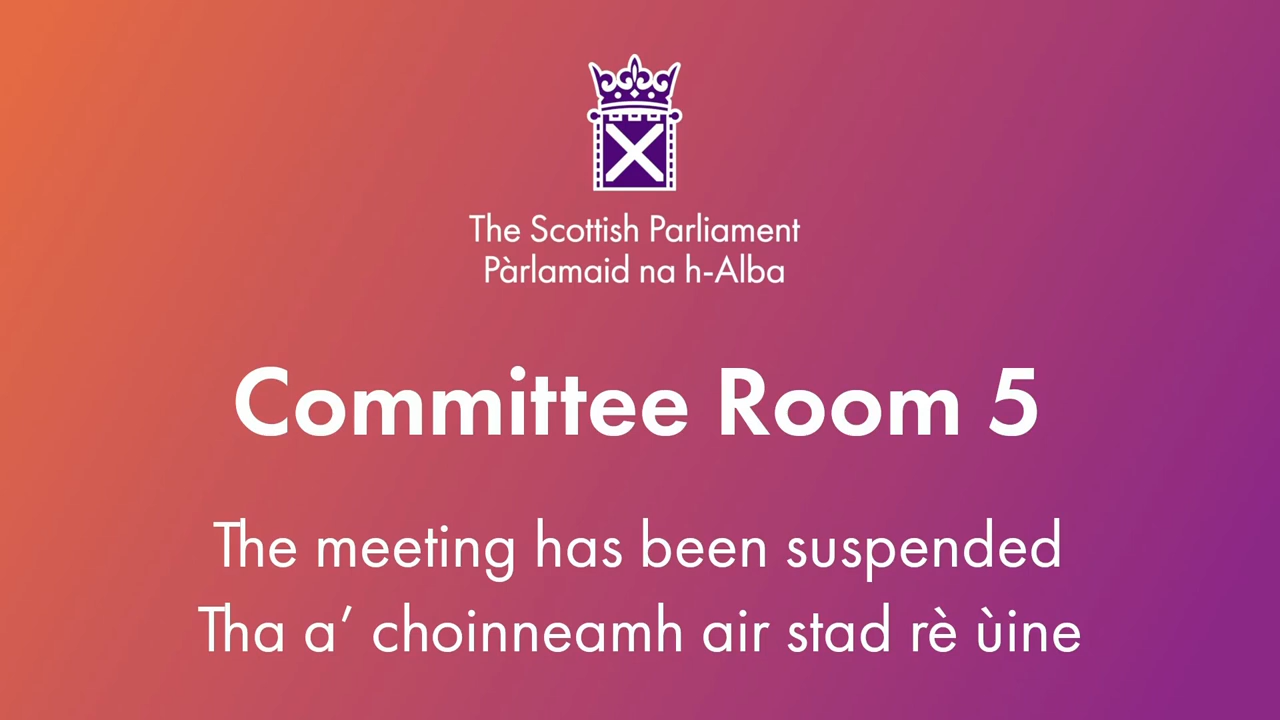 The Scottish Parliament
Pàrlamaid na h-Alba
Committee Room 5
The meeting has been suspended
Tha a’ choinneamh air stad rè ùine